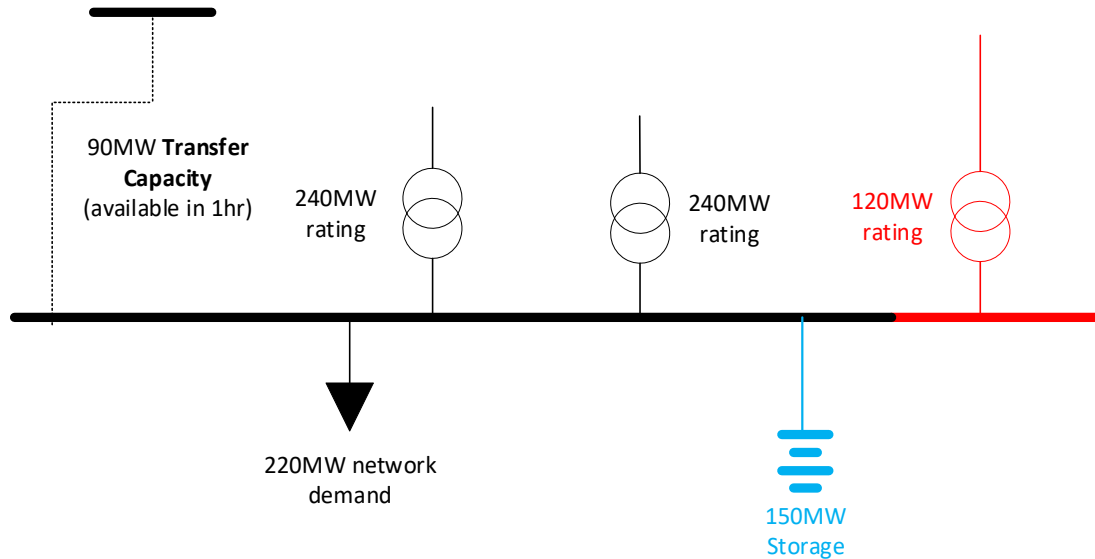 90MW Transfer
Capacity
(available in 1hr)
240MW
rating
240MW
rating
120MW
rating
220MW network
demand
150MW
Storage